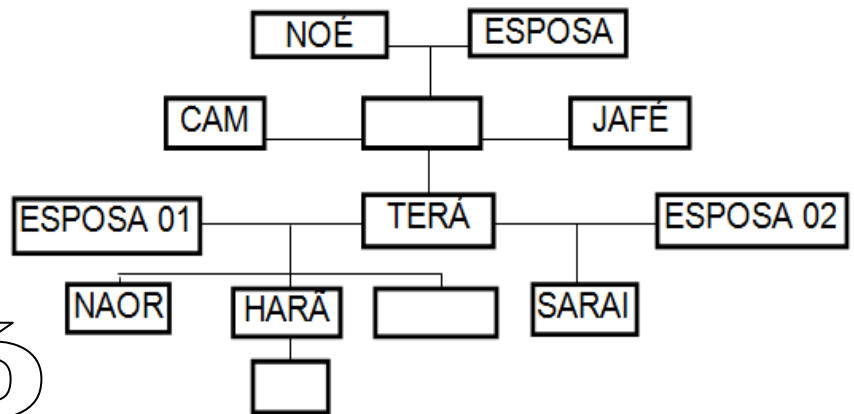 NOÉ ESPOSA
CAM JAFÉ
ESPOSA 01 TERÁ ESPOSA 02
NAOR HARÃ SARAI
Ó